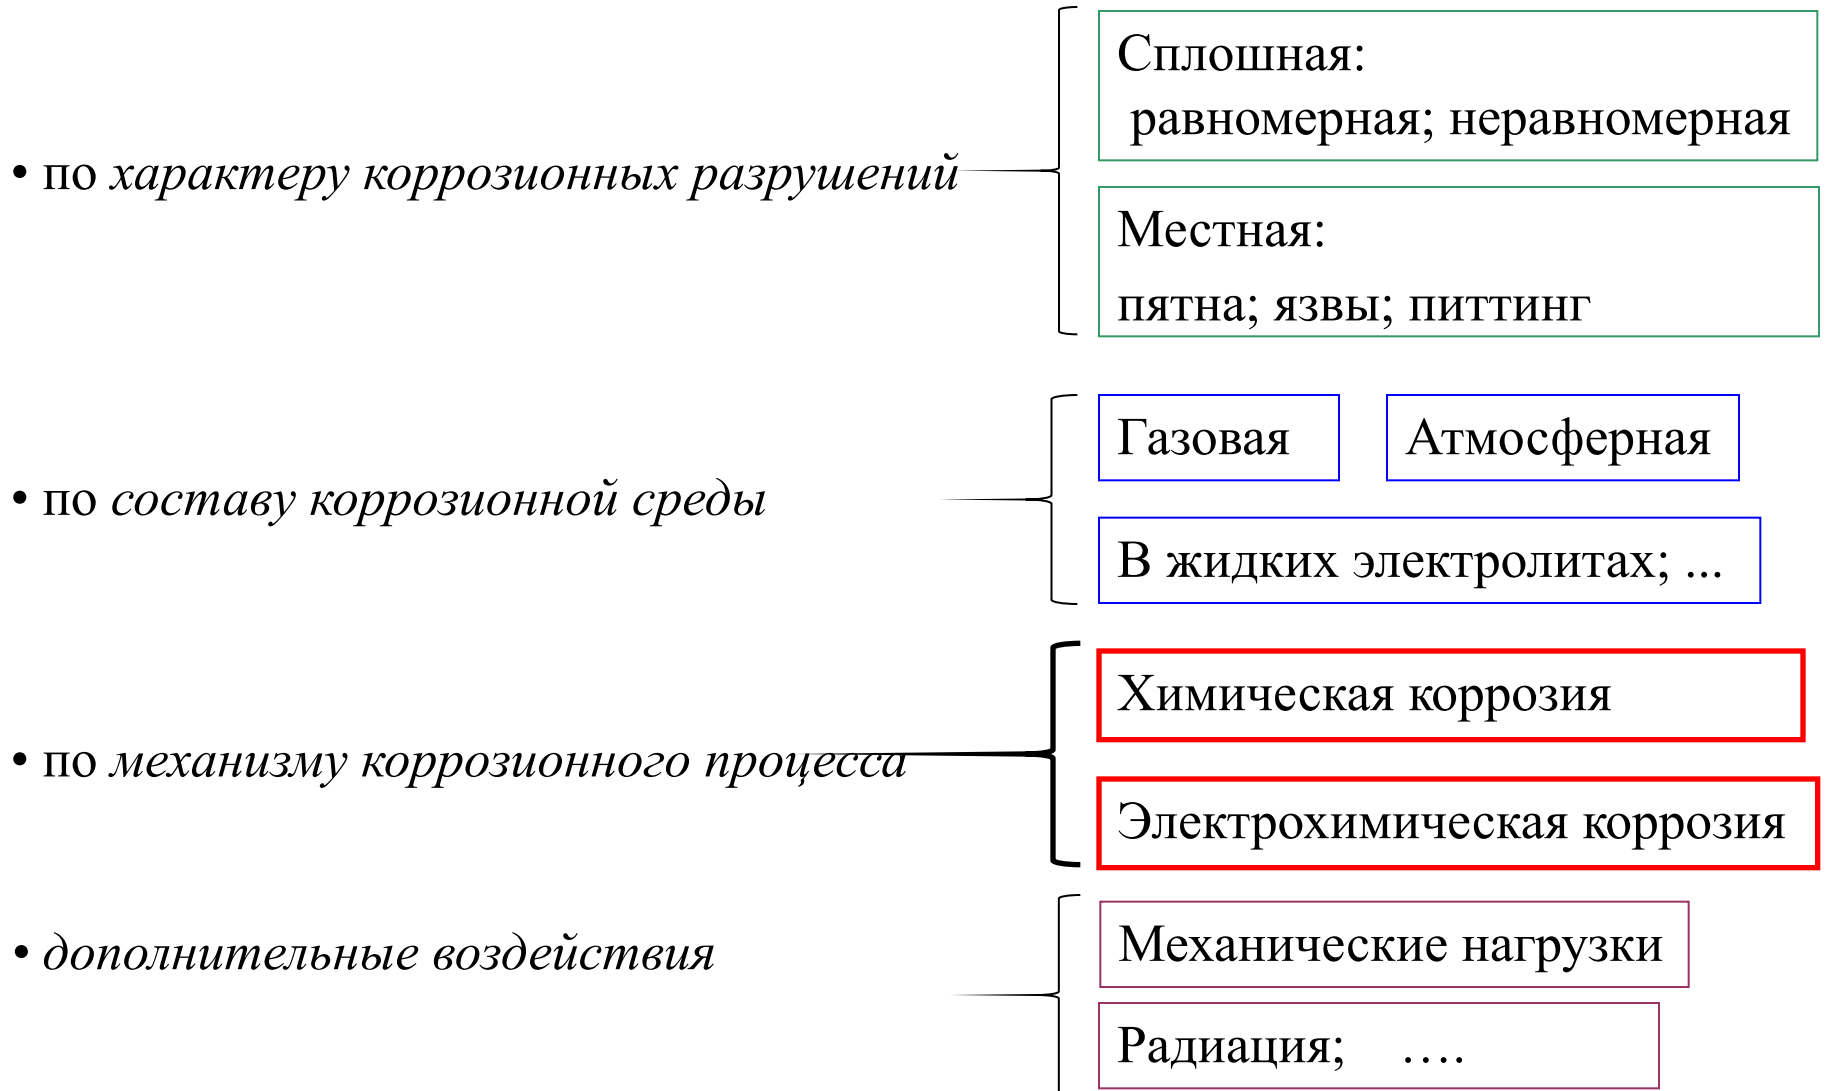 Сплошная:
равномерная; неравномерная
• по характеру коррозионных разрушений
Местная:
пятна; язвы; питтинг
Газовая
Атмосферная
• по составу коррозионной среды
В жидких электролитах; ...
Химическая коррозия
• по механизму коррозионного процесса
Электрохимическая коррозия
Механические нагрузки
• дополнительные воздействия
Радиация; ....